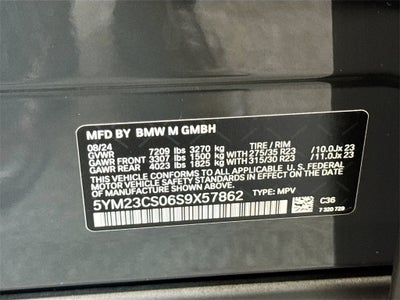 MFD BY BMW M GMBH
08/24 TIRE / RIM
GVWR 7209 lbs 3270 kg
GAWR FRONT 3307 lbs 1500 kg WITH 275/35 R23 /10.0Jx 23
GAWR REAR 4023 lbs 1825 kg WITH 315/30 R23 /11.0Jx 23
THIS VEHICLE CONFORMS TO ALL APPLICABLE U. S. FEDERAL
MOTOR VEHICLE SAFETY STANDARDS IN EFFECT ON THE DATE OF
MANUFACTURE SHOWN ABOVE.
5YM23CS06S9X57862 TYPE: MPV
C36
7 330 729